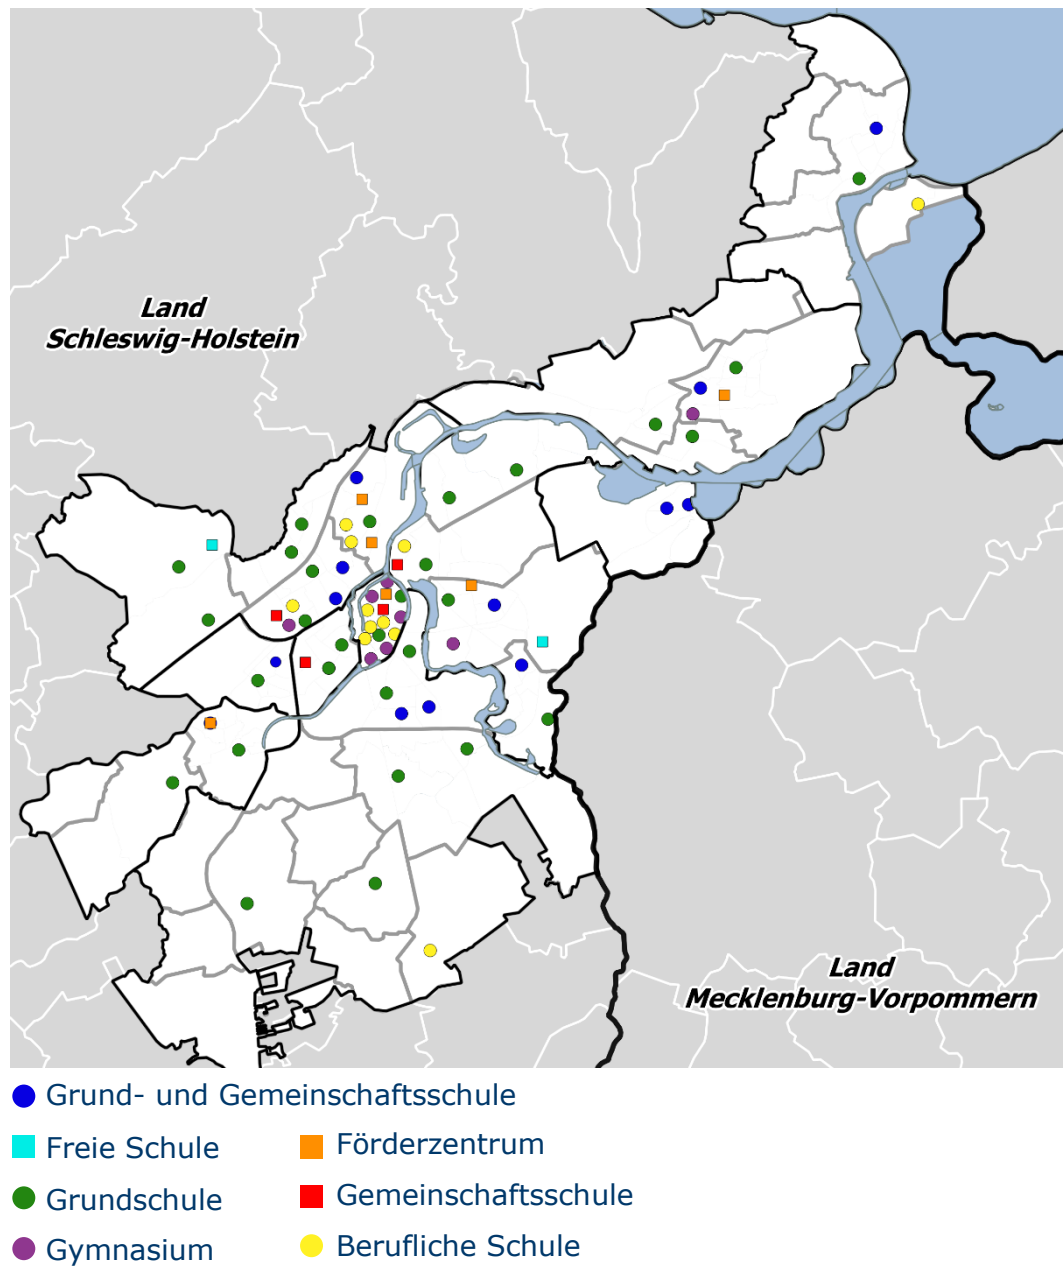 Land
Schleswig-Holstein
Land
Mecklenburg-Vorpommern
Grund- und Gemeinschaftsschule
Freie Schule
Förderzentrum
Grundschule
Gemeinschaftsschule
Gymnasium
Berufliche Schule